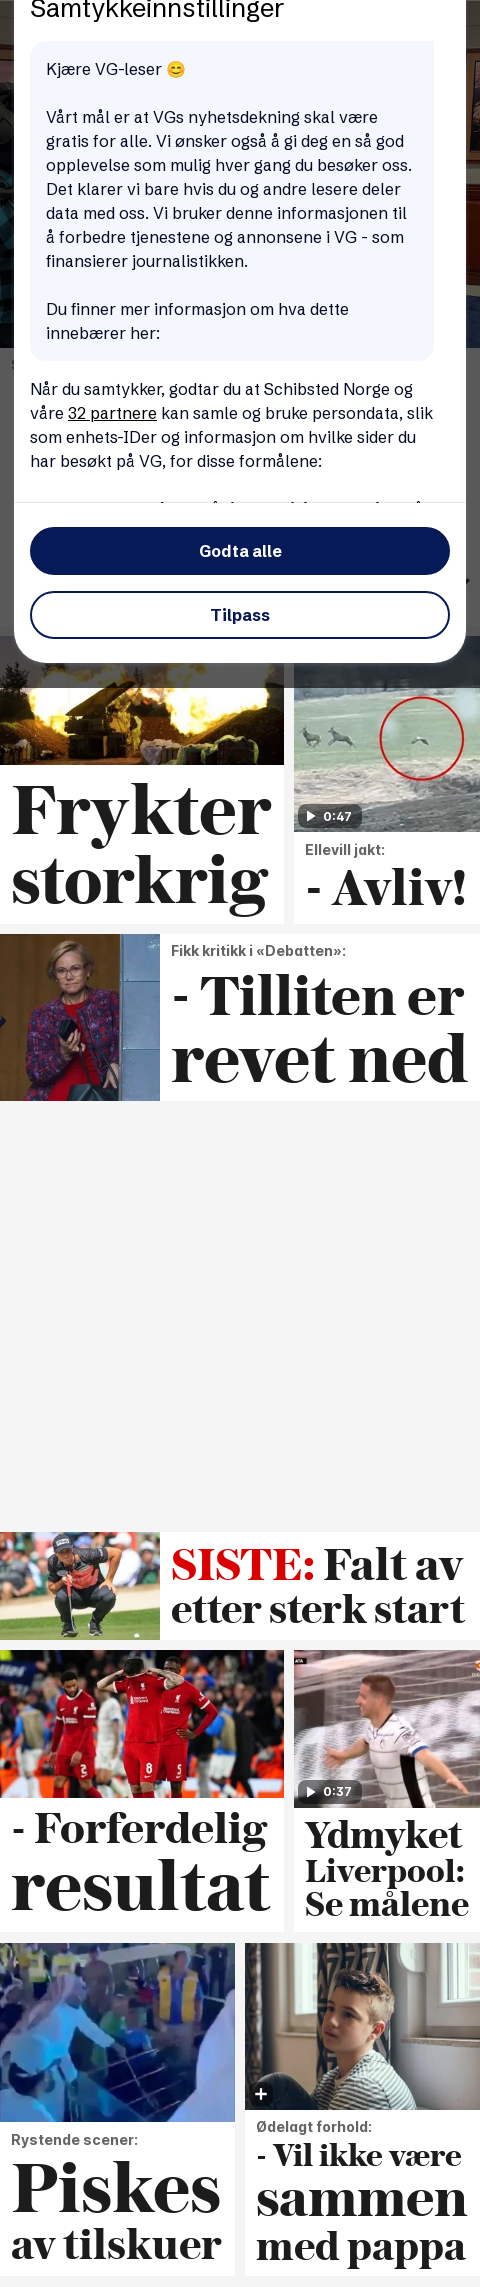 Samtykkeinnstillinger
Kjære VG-leser 😊
Vårt mål er at VGs nyhetsdekning skal være
gratis for alle. Vi ønsker også å gi deg en så god
opplevelse som mulig hver gang du besøker oss.
Det klarer vi bare hvis du og andre lesere deler
data med oss. Vi bruker denne informasjonen til
å forbedre tjenestene og annonsene i VG - som
finansierer journalistikken.
Du finner mer informasjon om hva dette
innebærer her:
Når du samtykker, godtar du at Schibsted Norge og
våre 32 partnere kan samle og bruke persondata, slik
som enhets-IDer og informasjon om hvilke sider du
har besøkt på VG, for disse formålene:
Godta alle
Tilpass
Frykter
storkrig
0:47
Ellevill jakt:
- Avliv!
Fikk kritikk i «Debatten»:
- Tilliten er
revet ned
SISTE: Falt av
etter sterk start
- Forferdelig
resultat
0:37
Ydmyket
Liverpool:
Se målene
Rystende scener:
Piskes
av tilskuer
Ødelagt forhold:
- Vil ikke være
sammen
med pappa